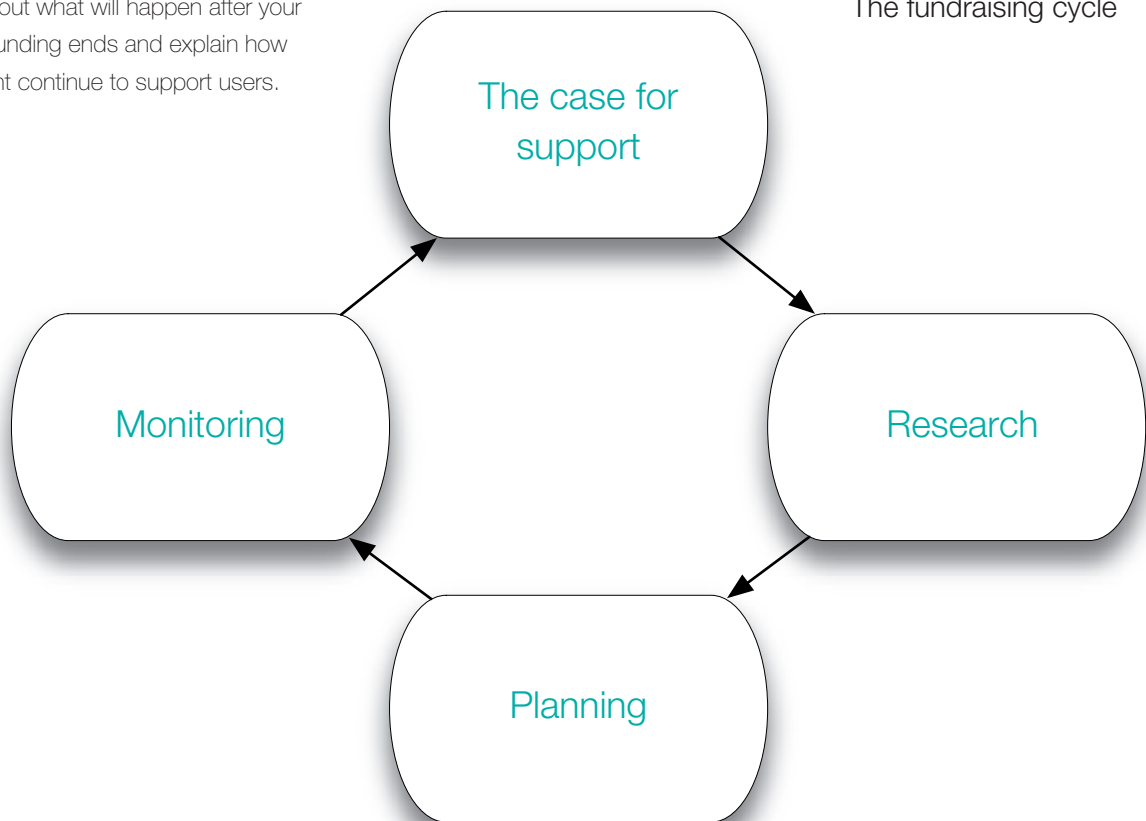 out what will happen after your
unding ends and explain how
nt continue to support users.
The fundraising cycle
The case for
support
Monitoring
Research
Planning